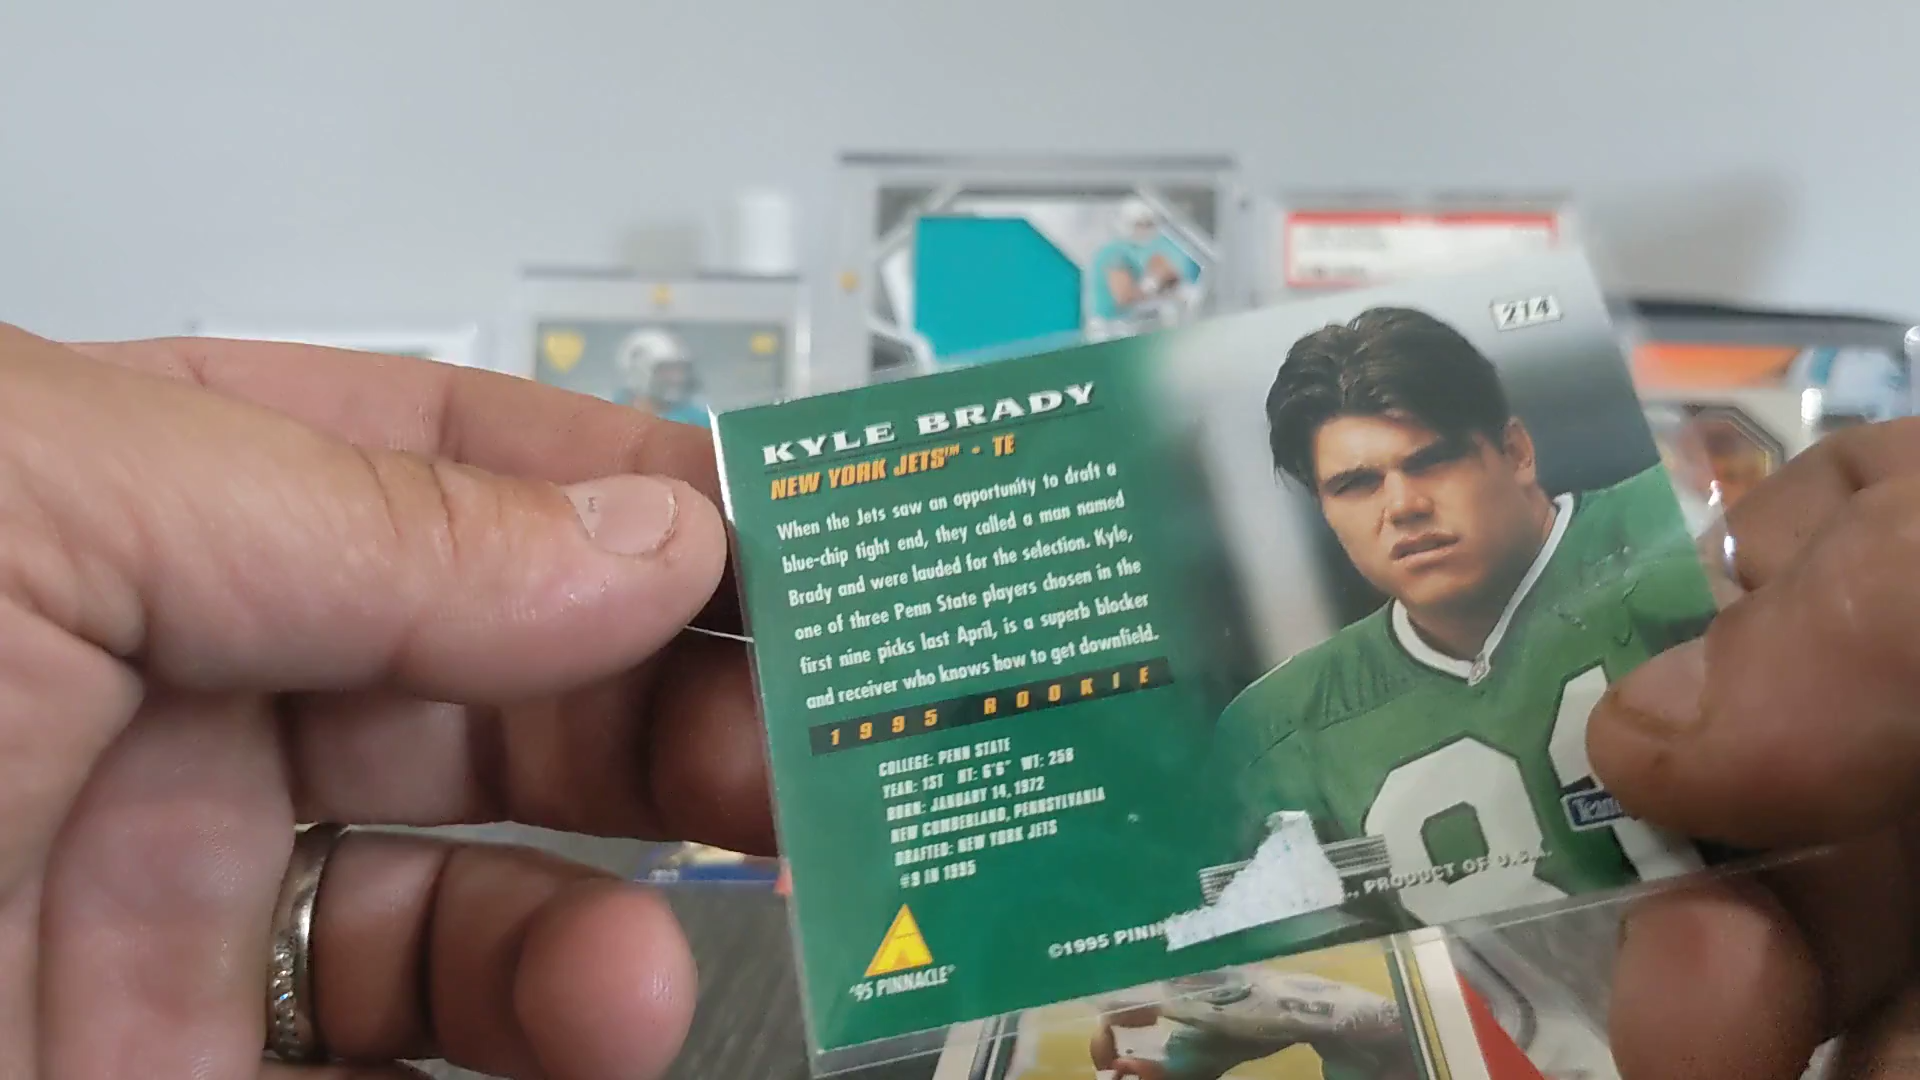 214
KYLE BRADY
NEW YORK JETS™ - TE
When the Jets saw an opportunity to draft a
blue-chip tight end, they called a man named
Brady and were lauded for the selection. Kyle,
one of three Penn State players chosen in the
first nine picks last April, is a superb blocker
and receiver who knows how to get downfield.
1995 ROOKIE
COLLEGE: PENN STATE
YEAR: 1ST HT: 6'6" WT: 258
BORN: JANUARY 14, 1972
NEW CUMBERLAND, PENNSYLVANIA
DRAFTED: NEW YORK JETS
#9 IN 1995
'95 PINNACLE®
©1995 PINN
., PRODUCT OF U.S.A.